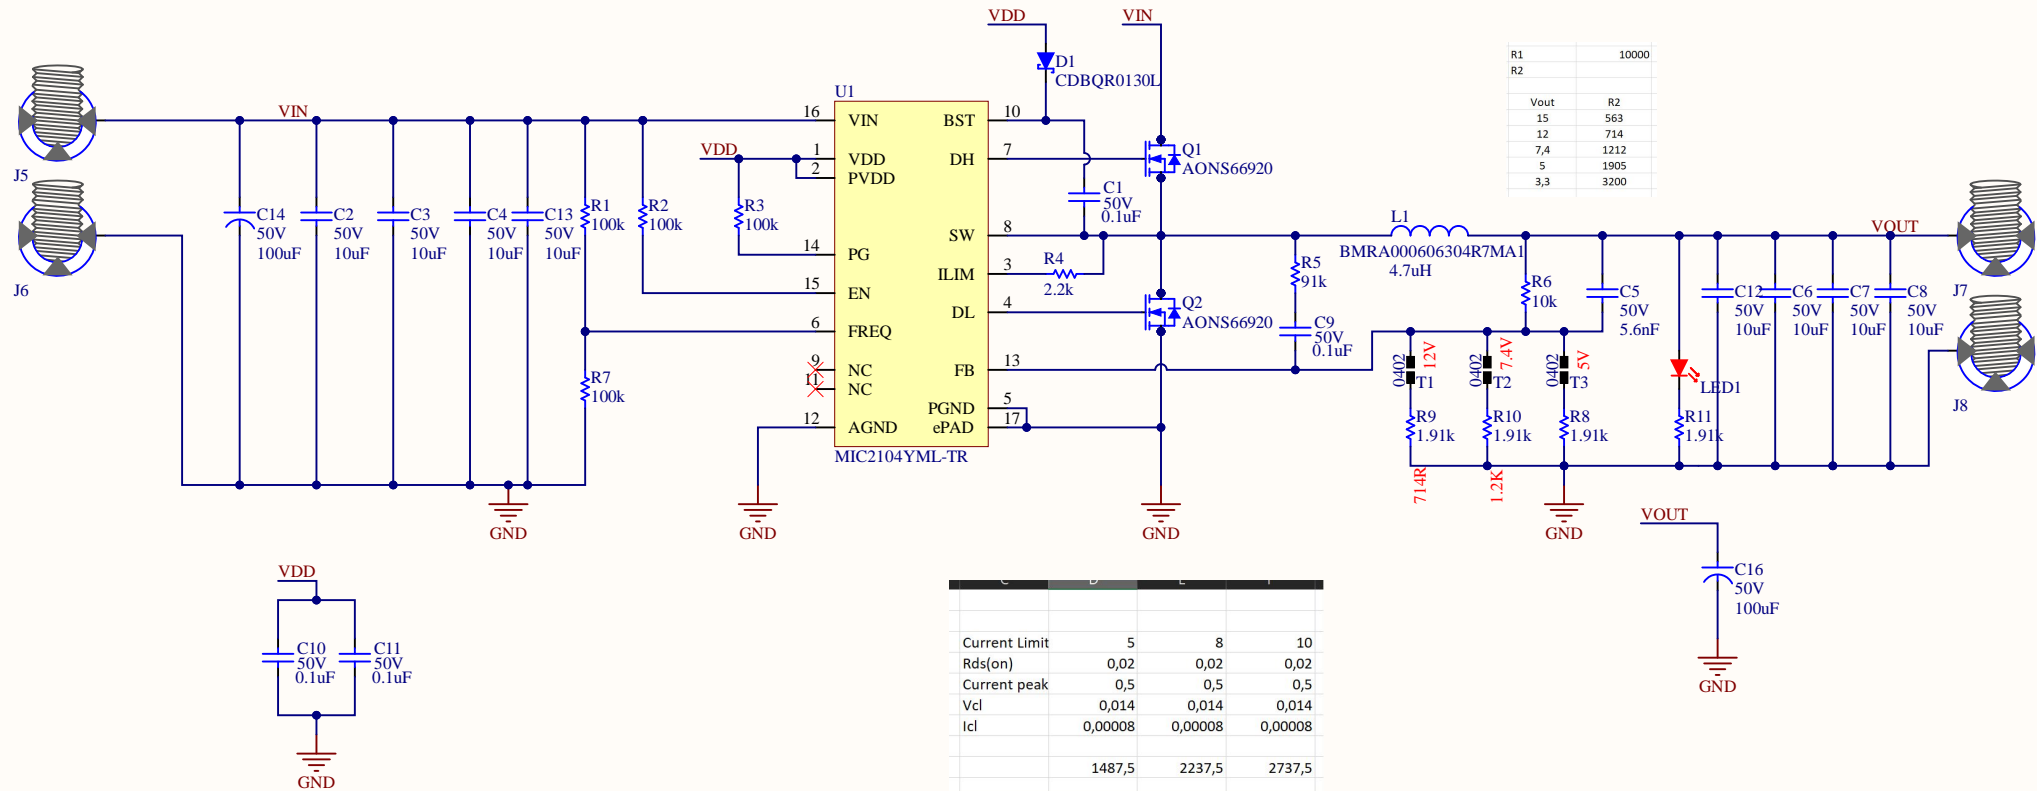 VDD
VIN
D1
CDBQR0130L
U1
J5
J6
VIN
C14
50V
100uF
C2
50V
10uF
C3
50V
10uF
C4
50V
10uF
C13
50V
10uF
R1
100k
R2
100k
VDD
R3
100k
R7
100k
16 VIN
1 VDD
2 PVDD
14 PG
15 EN
6 FREQ
9 NC
11 NC
12 AGND
BST 10
DH 7
SW 8
ILIM 3
DL 4
FB 13
PGND 5
ePAD 17
MIC2104YML-TR
Q1
AONS66920
C1
50V
0.1uF
R4
2.2k
Q2
AONS66920
R5
91k
C9
50V
0.1uF
L1
BMRA000606304R7MA1
4.7uH
R6
10k
C5
50V
5.6nF
0402
T1
12V
0402
T2
7.4V
0402
T3
5V
R9
1.91k
R10
1.91k
R8
1.91k
714R
1.2K
LED1
R11
1.91k
C12
50V
10uF
C6
50V
10uF
C7
50V
10uF
C8
50V
10uF
VOUT
J7
J8
GND
GND
GND
GND
R1 10000
R2
Vout R2
15 563
12 714
7,4 1212
5 1905
3,3 3200
VDD
C10
50V
0.1uF
C11
50V
0.1uF
GND
Current Limit 5 8 10
Rds(on) 0,02 0,02 0,02
Current peak 0,5 0,5 0,5
Vcl 0,014 0,014 0,014
Icl 0,00008 0,00008 0,00008
1487,5 2237,5 2737,5
VOUT
C16
50V
100uF
GND